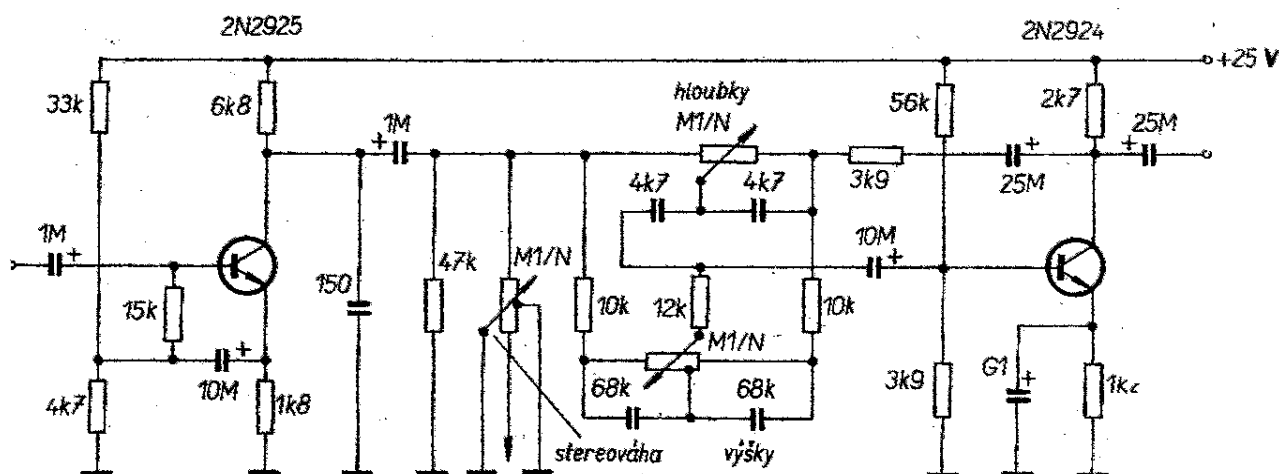 2N2925
2N2924
+25 V
33k
6k8
hloubky
M1/N
56k
2k7
25M
+
1M
+
4k7
4k7
3k9
25M
+
1M
+
10M
+
150
47k
M1/N
10k
12k
10k
15k
M1/N
10M
+
4k7
1k8
68k
68k
3k9
G1
+
stereováha
výšky